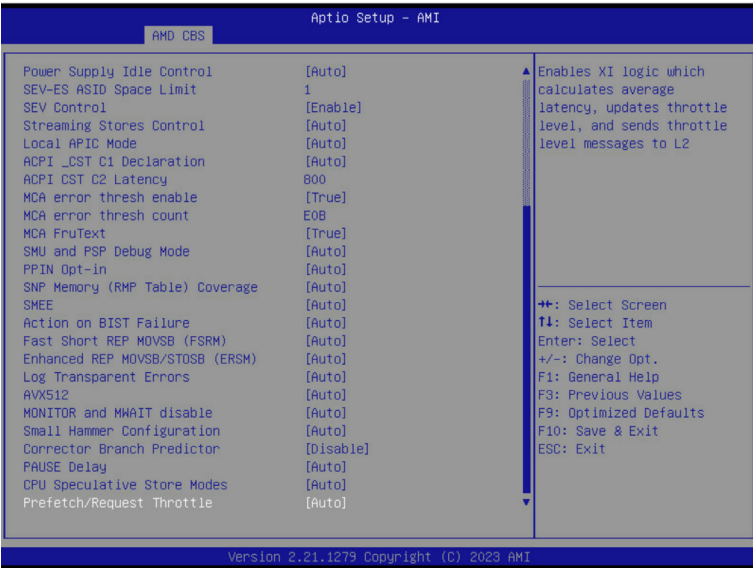 Aptio Setup – AMI
AMD CBS
Power Supply Idle Control [Auto]
SEV-ES ASID Space Limit 1
SEV Control [Enable]
Streaming Stores Control [Auto]
Local APIC Mode [Auto]
ACPI _CST C1 Declaration [Auto]
ACPI CST C2 Latency 800
MCA error thresh enable [True]
MCA error thresh count E0B
MCA FruText [True]
SMU and PSP Debug Mode [Auto]
PPIN Opt-in [Auto]
SNP Memory (RMP Table) Coverage [Auto]
SMEE [Auto]
Action on BIST Failure [Auto]
Fast Short REP MOVSB (FSRM) [Auto]
Enhanced REP MOVSB/STOSB (ERSM) [Auto]
Log Transparent Errors [Auto]
AVX512 [Auto]
MONITOR and MWAIT disable [Auto]
Small Hammer Configuration [Auto]
Corrector Branch Predictor [Disable]
PAUSE Delay [Auto]
CPU Speculative Store Modes [Auto]
Prefetch/Request Throttle [Auto]
Enables XI logic which
calculates average
latency, updates throttle
level, and sends throttle
level messages to L2
→←: Select Screen
↑↓: Select Item
Enter: Select
+/-: Change Opt.
F1: General Help
F3: Previous Values
F9: Optimized Defaults
F10: Save & Exit
ESC: Exit
Version 2.21.1279 Copyright (C) 2023 AMI